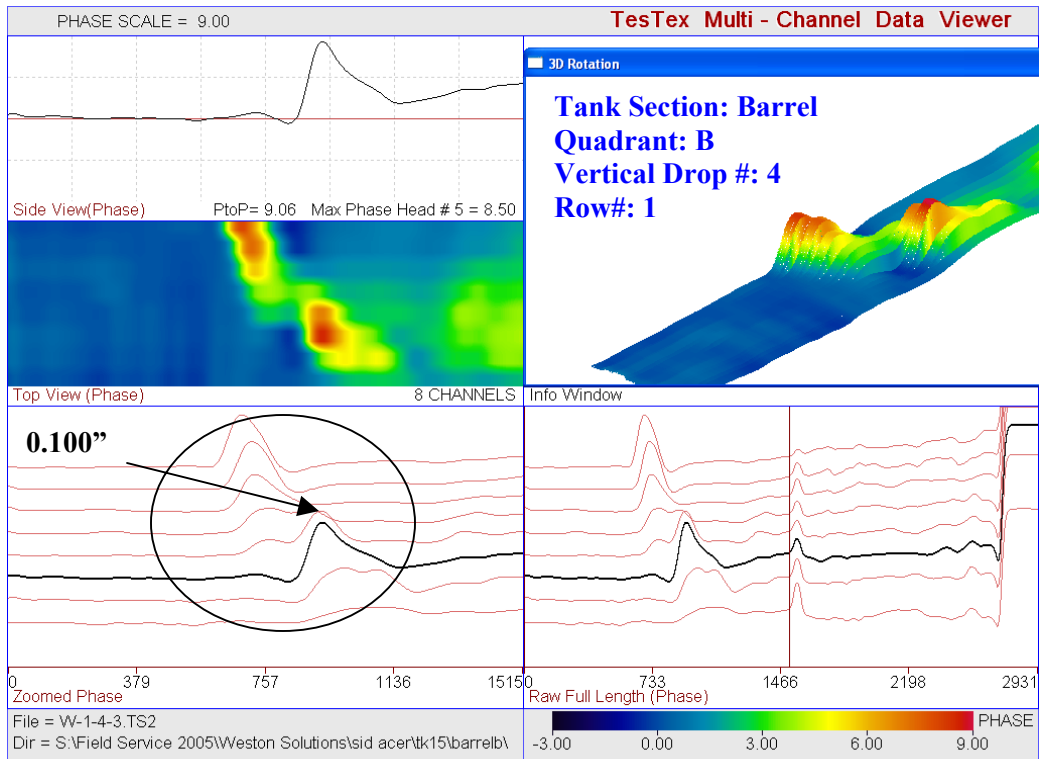 PHASE SCALE = 9.00
TesTex Multi - Channel Data Viewer
3D Rotation
Tank Section: Barrel
Quadrant: B
Vertical Drop #: 4
Row#: 1
Side View(Phase) PtoP= 9.06 Max Phase Head # 5 = 8.50
Top View (Phase) 8 CHANNELS
Info Window
0.100”
0 379 757 1136 1515
Zoomed Phase
0 733 1466 2198 2931
Raw Full Length (Phase)
File = W-1-4-3.TS2
Dir = S:\Field Service 2005\Weston Solutions\sid acer\tk15\barrelb\
PHASE
-3.00 0.00 3.00 6.00 9.00